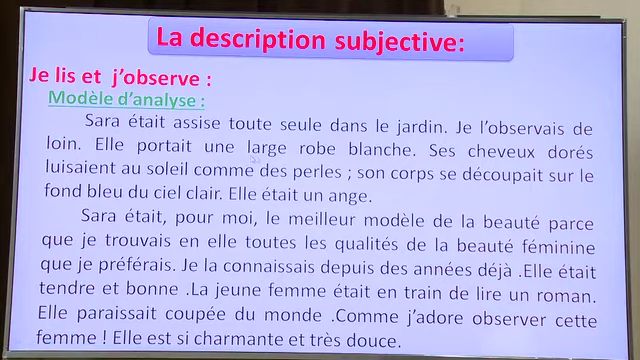 La description subjective:
Je lis et j'observe :
Modèle d'analyse :
Sara était assise toute seule dans le jardin. Je l'observais de
loin. Elle portait une large robe blanche. Ses cheveux dorés
luisaient au soleil comme des perles ; son corps se découpait sur le
fond bleu du ciel clair. Elle était un ange.
Sara était, pour moi, le meilleur modèle de la beauté parce
que je trouvais en elle toutes les qualités de la beauté féminine
que je préférais. Je la connaissais depuis des années déjà .Elle était
tendre et bonne .La jeune femme était en train de lire un roman.
Elle paraissait coupée du monde .Comme j'adore observer cette
femme ! Elle est si charmante et très douce.